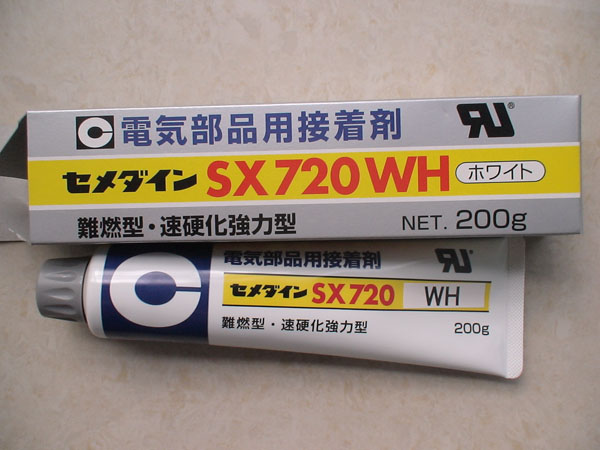 C 電気部品用接着剤 RU®
セメダイン SX720WH ホワイト
難燃型・速硬化強力型 NET. 200g
C 電気部品用接着剤 RU
セメダイン SX720 WH
難燃型・速硬化強力型 200g